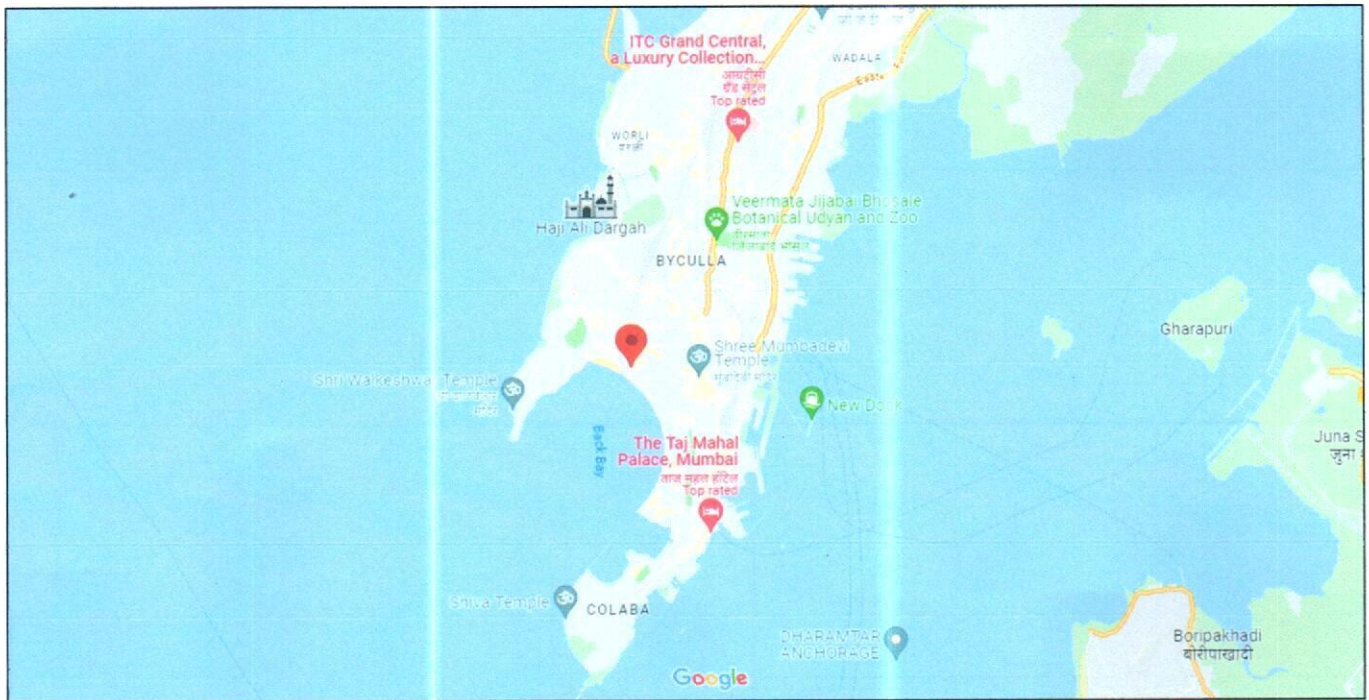 ITC Grand Central,
a Luxury Collection...
आयटीसी
ग्रँड सेंट्रल
Top rated
WADALA
WORLI
वरळी
Haji Ali Dargah
Veermata Jijabai Bhosale
Botanical Udyan and Zoo
वीरमाता
BYCULLA
Gharapuri
Shree Mumbadevi
Temple
मुंबादेवी मंदिर
Shri Walkeshwar Temple
मंदिर
New Dock
Back Bay
The Taj Mahal
Palace, Mumbai
ताज महल हॉटेल
Top rated
Juna S
जुना
Shiva Temple
COLABA
DHARAMTAR
ANCHORAGE
Boripakhadi
बोरीपाखाडी
Google